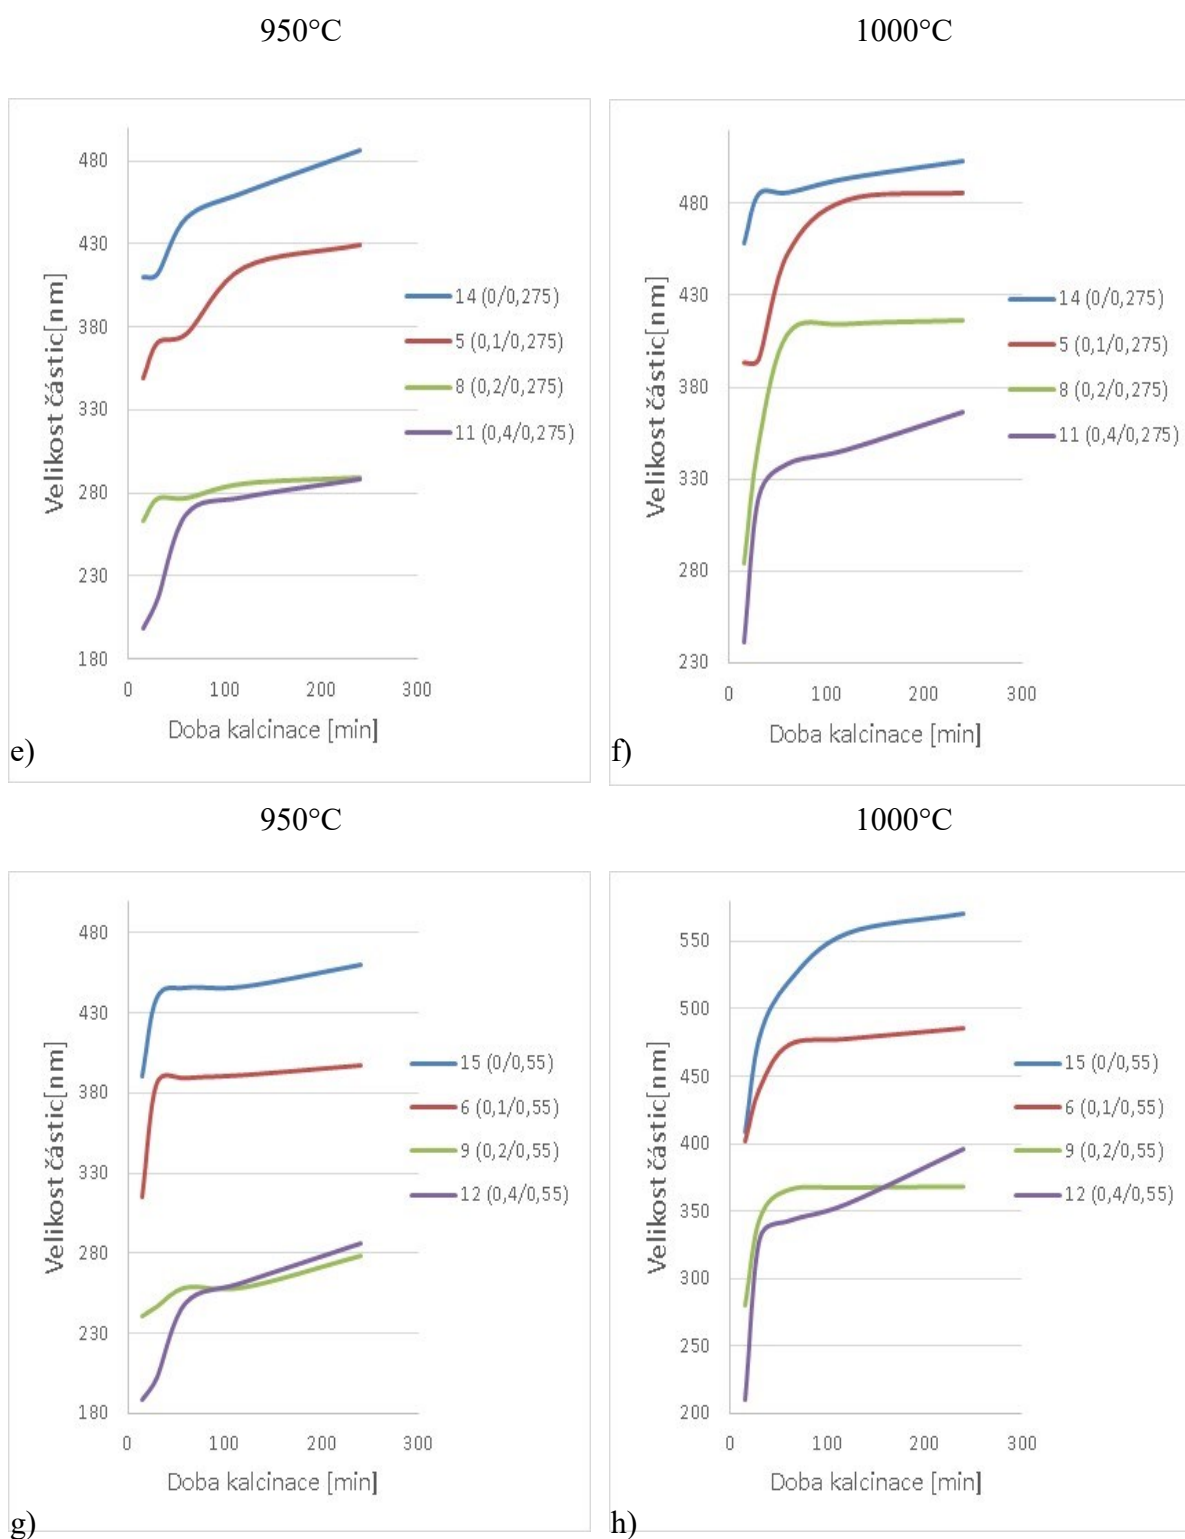 950°C
1000°C
480
430
380
330
280
230
180
0 100 200 300
Velikost částic[nm]
Doba kalcinace [min]
14 (0/0,275)
5 (0,1/0,275)
8 (0,2/0,275)
11 (0,4/0,275)
e)
480
430
380
330
280
230
0 100 200 300
Velikost částic[nm]
Doba kalcinace [min]
14 (0/0,275)
5 (0,1/0,275)
8 (0,2/0,275)
11 (0,4/0,275)
f)
950°C
1000°C
480
430
380
330
280
230
180
0 100 200 300
Velikost částic[nm]
Doba kalcinace [min]
15 (0/0,55)
6 (0,1/0,55)
9 (0,2/0,55)
12 (0,4/0,55)
g)
550
500
450
400
350
300
250
200
0 100 200 300
Velikost částic[nm]
Doba kalcinace [min]
15 (0/0,55)
6 (0,1/0,55)
9 (0,2/0,55)
12 (0,4/0,55)
h)